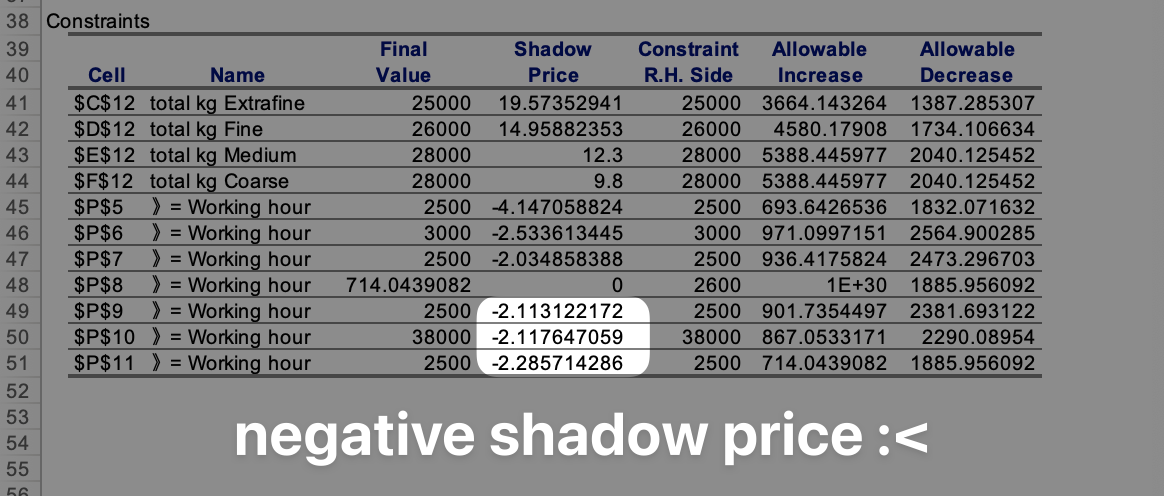 38 Constraints
39 Final Shadow Constraint Allowable Allowable
40 Cell Name Value Price R.H. Side Increase Decrease
41 $C$12 total kg Extrafine 25000 19.57352941 25000 3664.143264 1387.285307
42 $D$12 total kg Fine 26000 14.95882353 26000 4580.17908 1734.106634
43 $E$12 total kg Medium 28000 12.3 28000 5388.445977 2040.125452
44 $F$12 total kg Coarse 28000 9.8 28000 5388.445977 2040.125452
45 $P$5 》 = Working hour 2500 -4.147058824 2500 693.6426536 1832.071632
46 $P$6 》 = Working hour 3000 -2.533613445 3000 971.0997151 2564.900285
47 $P$7 》 = Working hour 2500 -2.034858388 2500 936.4175824 2473.296703
48 $P$8 》 = Working hour 714.0439082 0 2600 1E+30 1885.956092
49 $P$9 》 = Working hour 2500 -2.113122172 2500 901.7354497 2381.693122
50 $P$10 》 = Working hour 38000 -2.117647059 38000 867.0533171 2290.08954
51 $P$11 》 = Working hour 2500 -2.285714286 2500 714.0439082 1885.956092
52
53
negative shadow price :<
54
55